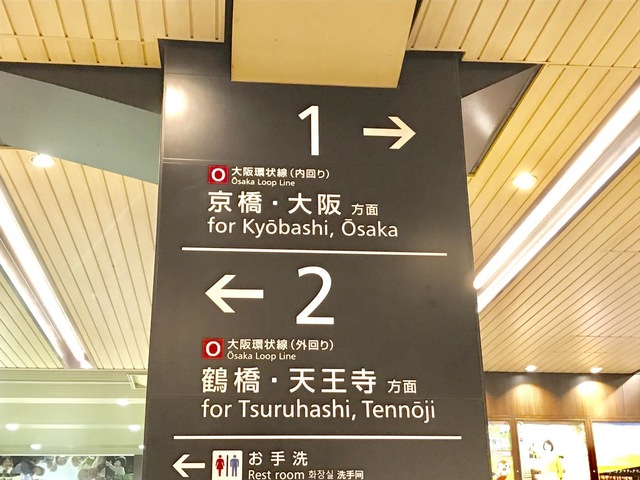 1 →
O 大阪環状線(内回り)
Ōsaka Loop Line
京橋・大阪 方面
for Kyōbashi, Ōsaka
← 2
O 大阪環状線(外回り)
Ōsaka Loop Line
鶴橋・天王寺 方面
for Tsuruhashi, Tennōji
← お手洗
Rest room 화장실 洗手间